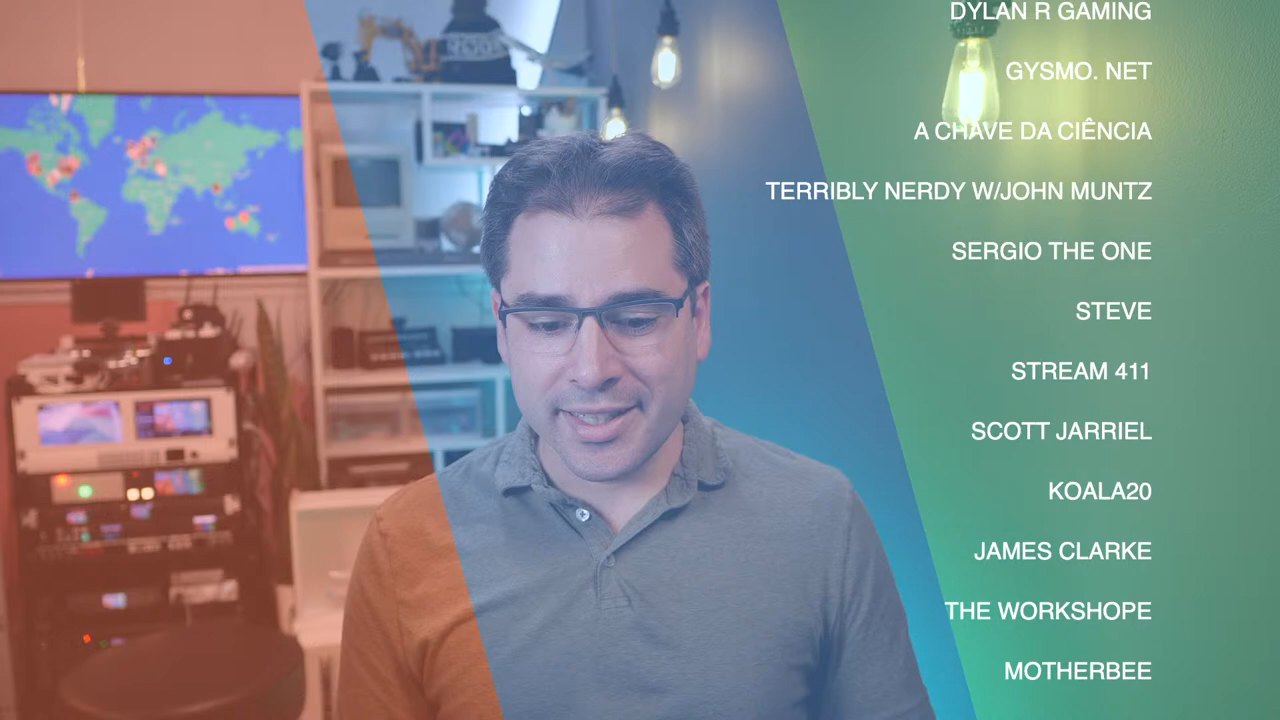 DYLAN R GAMING
GYSMO. NET
A CHAVE DA CIÊNCIA
TERRIBLY NERDY W/JOHN MUNTZ
SERGIO THE ONE
STEVE
STREAM 411
SCOTT JARRIEL
KOALA20
JAMES CLARKE
THE WORKSHOPE
MOTHERBEE